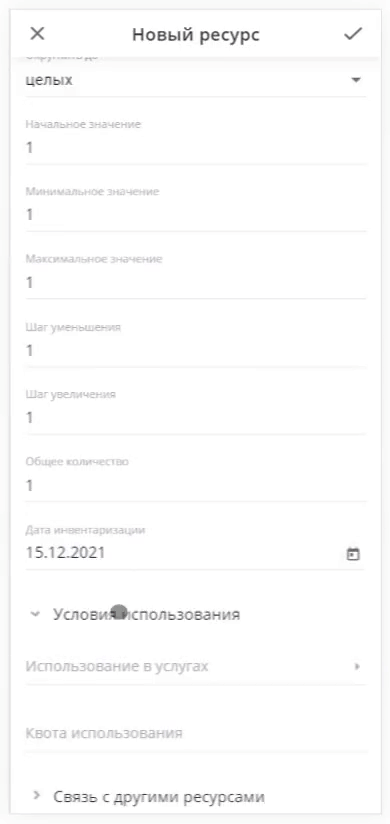 Новый ресурс
целых
Начальное значение
1
Минимальное значение
1
Максимальное значение
1
Шаг уменьшения
1
Шаг увеличения
1
Общее количество
1
Дата инвентаризации
15.12.2021
Условия использования
Использование в услугах
Квота использования
Связь с другими ресурсами